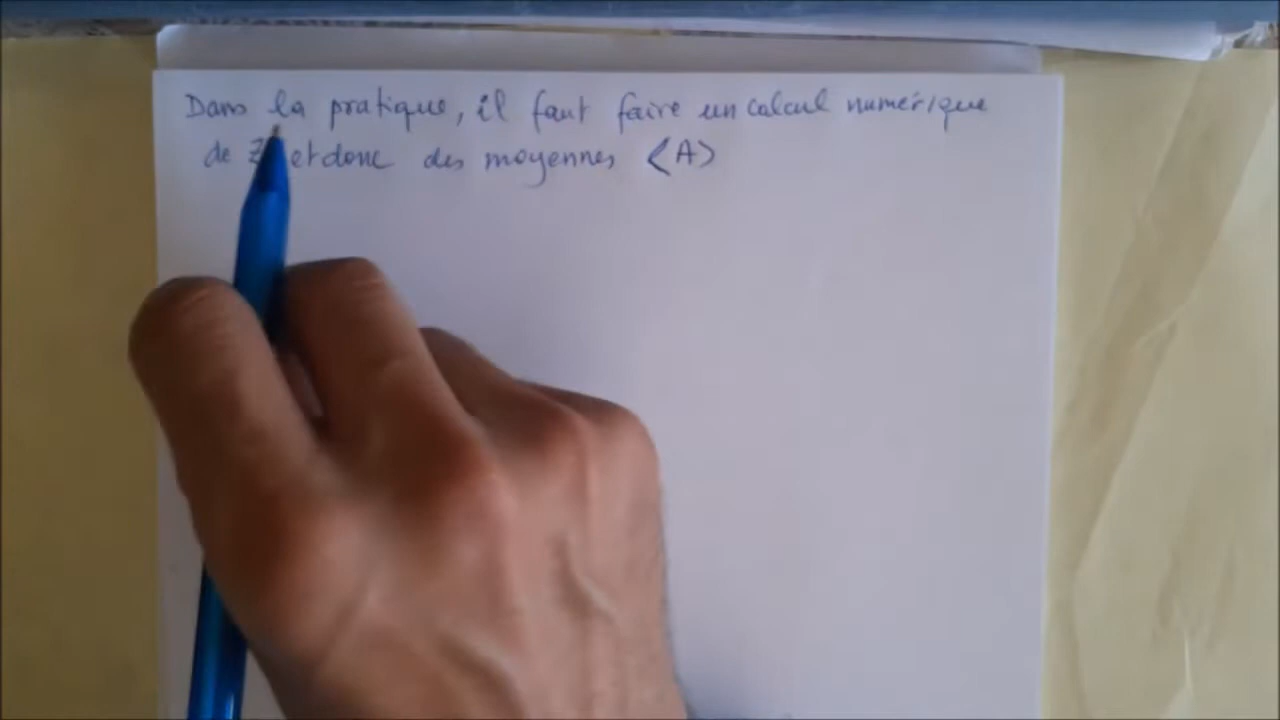 Dans la pratique, il faut faire un calcul numérique
de Z et donc des moyennes <A>